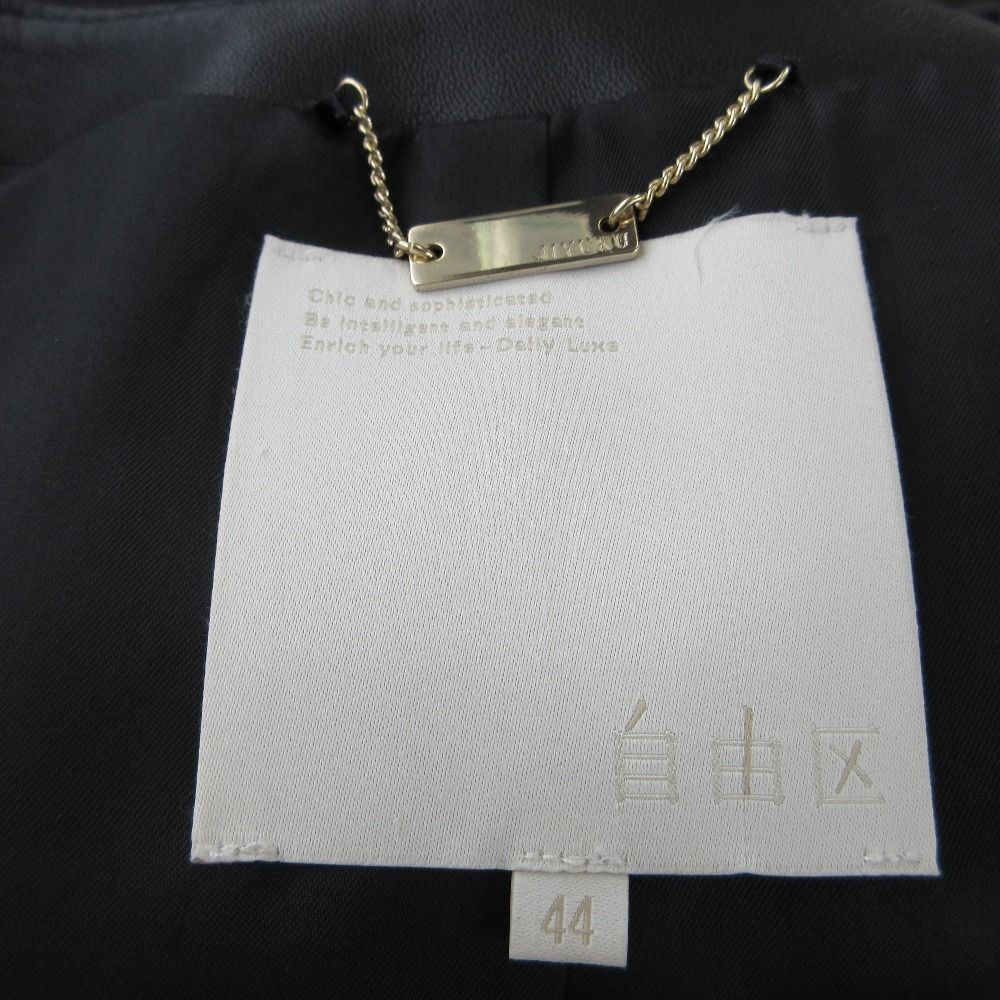 JIYUKU
Chic and sophisticated
Be intelligent and elegant
Enrich your life - Daily Luxe
自由区
44